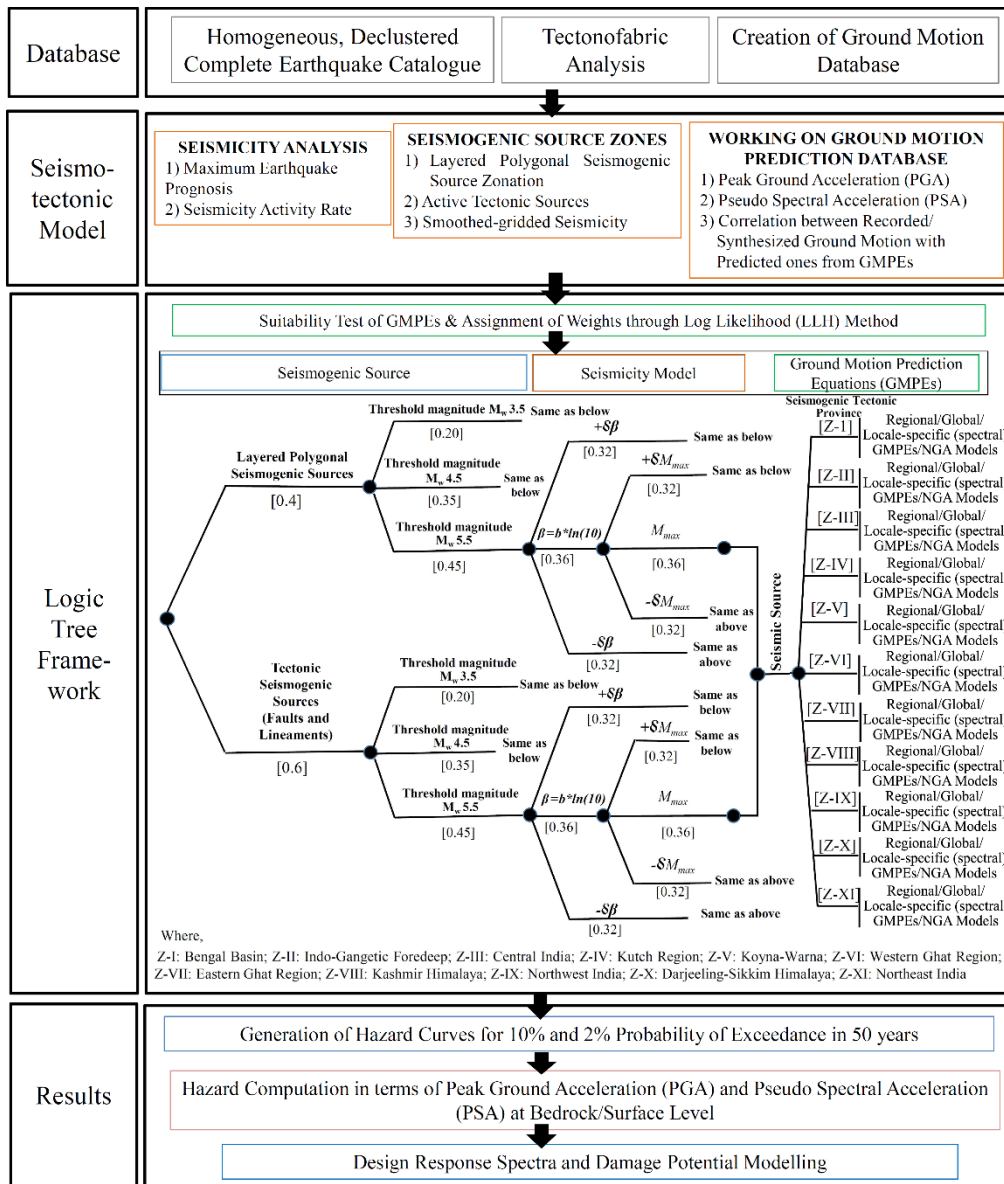 Database
Homogeneous, Declustered
Complete Earthquake Catalogue
Tectonofabric
Analysis
Creation of Ground Motion
Database
Seismo-
tectonic
Model
SEISMICITY ANALYSIS
1) Maximum Earthquake
Prognosis
2) Seismicity Activity Rate
SEISMOGENIC SOURCE ZONES
1) Layered Polygonal Seismogenic
Source Zonation
2) Active Tectonic Sources
3) Smoothed-gridded Seismicity
WORKING ON GROUND MOTION
PREDICTION DATABASE
1) Peak Ground Acceleration (PGA)
2) Pseudo Spectral Acceleration (PSA)
3) Correlation between Recorded/
Synthesized Ground Motion with
Predicted ones from GMPEs
Logic
Tree
Frame-
work
Suitability Test of GMPEs & Assignment of Weights through Log Likelihood (LLH) Method
Seismogenic Source
Seismicity Model
Ground Motion Prediction
Equations (GMPEs)
Layered Polygonal
Seismogenic Sources
[0.4]
Threshold magnitude Mw 3.5
[0.20]
Same as below
Threshold magnitude
Mw 4.5
[0.35]
Same as
below
Threshold magnitude
Mw 5.5
[0.45]
+δβ
[0.32]
Same as below
β=b*ln(10)
[0.36]
-δβ
[0.32]
Same as
above
+δMmax
[0.32]
Same as below
Mmax
[0.36]
-δMmax
[0.32]
Same as
above
Tectonic
Seismogenic
Sources
(Faults and
Lineaments)
[0.6]
Threshold magnitude
Mw 3.5
[0.20]
Same as below
Threshold magnitude
Mw 4.5
[0.35]
Same as
below
Threshold magnitude
Mw 5.5
[0.45]
+δβ
[0.32]
Same as
below
β=b*ln(10)
[0.36]
-δβ
[0.32]
Same as above
+δMmax
[0.32]
Same as
below
Mmax
[0.36]
-δMmax
[0.32]
Same as above
Seismic Source
Seismogenic Tectonic
Province
[Z-I]
Regional/Global/
Locale-specific (spectral)
GMPEs/NGA Models
[Z-II]
Regional/Global/
Locale-specific (spectral)
GMPEs/NGA Models
[Z-III]
Regional/Global/
Locale-specific (spectral)
GMPEs/NGA Models
[Z-IV]
Regional/Global/
Locale-specific (spectral)
GMPEs/NGA Models
[Z-V]
Regional/Global/
Locale-specific (spectral)
GMPEs/NGA Models
[Z-VI]
Regional/Global/
Locale-specific (spectral)
GMPEs/NGA Models
[Z-VII]
Regional/Global/
Locale-specific (spectral)
GMPEs/NGA Models
[Z-VIII]
Regional/Global/
Locale-specific (spectral)
GMPEs/NGA Models
[Z-IX]
Regional/Global/
Locale-specific (spectral)
GMPEs/NGA Models
[Z-X]
Regional/Global/
Locale-specific (spectral)
GMPEs/NGA Models
[Z-XI]
Regional/Global/
Locale-specific (spectral)
GMPEs/NGA Models
Where,
Z-I: Bengal Basin; Z-II: Indo-Gangetic Foredeep; Z-III: Central India; Z-IV: Kutch Region; Z-V: Koyna-Warna; Z-VI: Western Ghat Region;
Z-VII: Eastern Ghat Region; Z-VIII: Kashmir Himalaya; Z-IX: Northwest India; Z-X: Darjeeling-Sikkim Himalaya; Z-XI: Northeast India
Results
Generation of Hazard Curves for 10% and 2% Probability of Exceedance in 50 years
Hazard Computation in terms of Peak Ground Acceleration (PGA) and Pseudo Spectral Acceleration
(PSA) at Bedrock/Surface Level
Design Response Spectra and Damage Potential Modelling